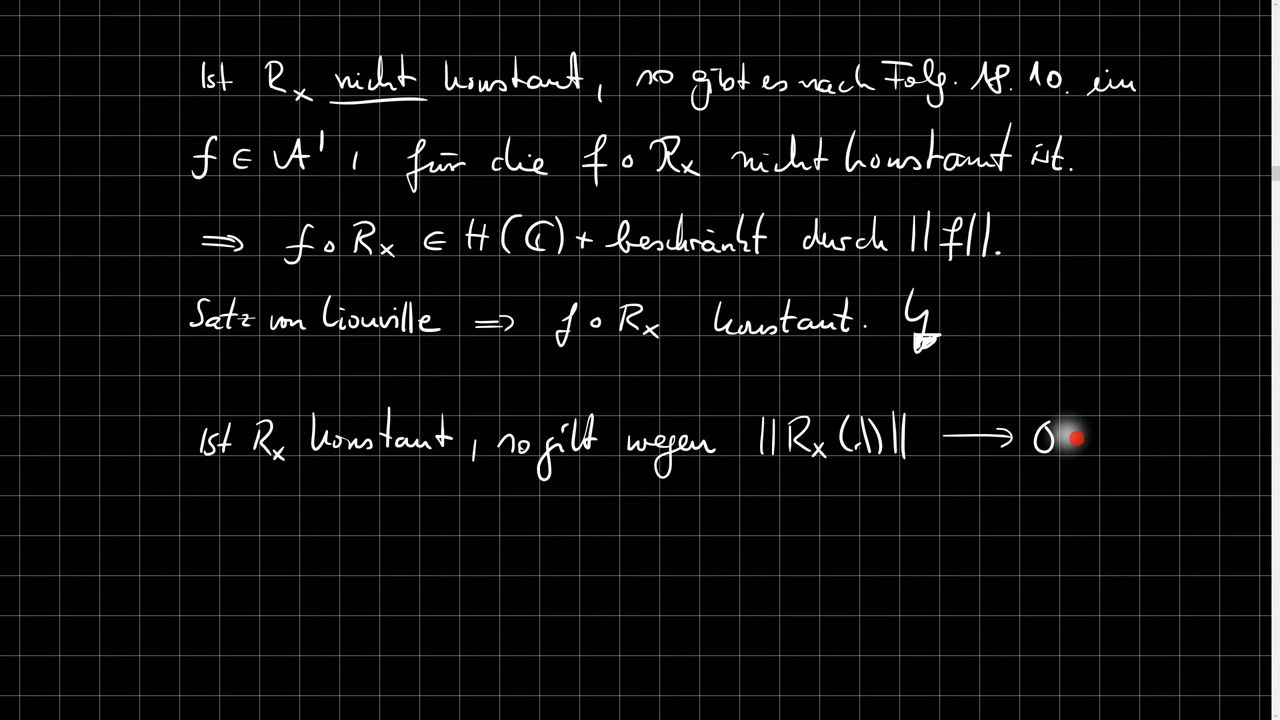 Ist R_x nicht konstant, so gibt es nach Folg. 18.10. ein
f ∈ A', für die f ∘ R_x nicht konstant ist.
⇒ f ∘ R_x ∈ H(ℂ) + beschränkt durch ||f||.
Satz von Liouville ⇒ f ∘ R_x konstant. ↯
Ist R_x konstant, so gilt wegen ||R_x(λ)|| ⟶ 0